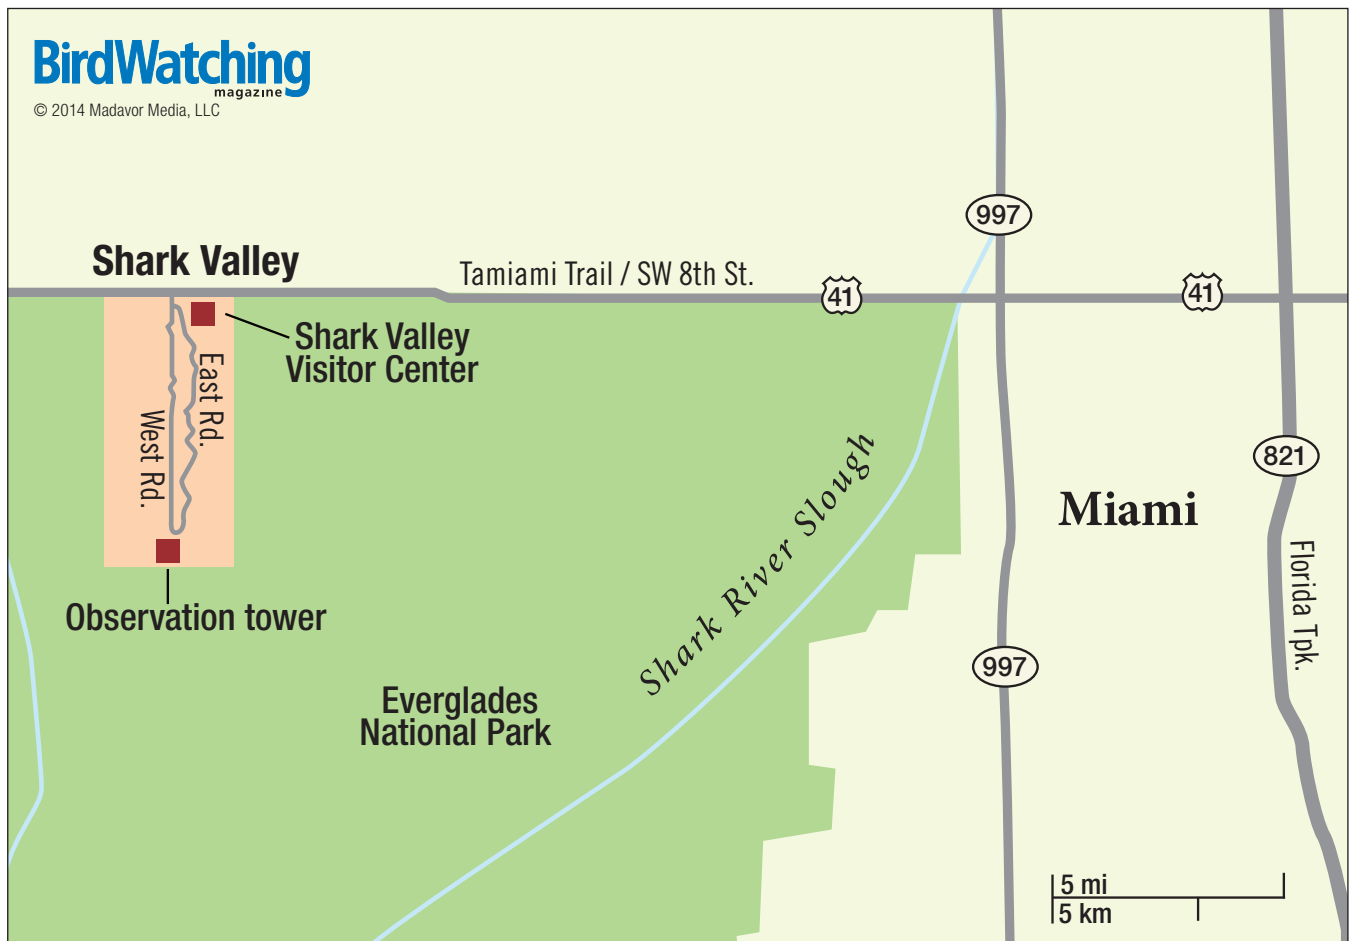 BirdWatching
magazine
© 2014 Madavor Media, LLC
997
Shark Valley
Tamiami Trail / SW 8th St.
41
41
Shark Valley
Visitor Center
East Rd.
West Rd.
821
Shark River Slough
Miami
Florida Tpk.
Observation tower
997
Everglades
National Park
5 mi
5 km